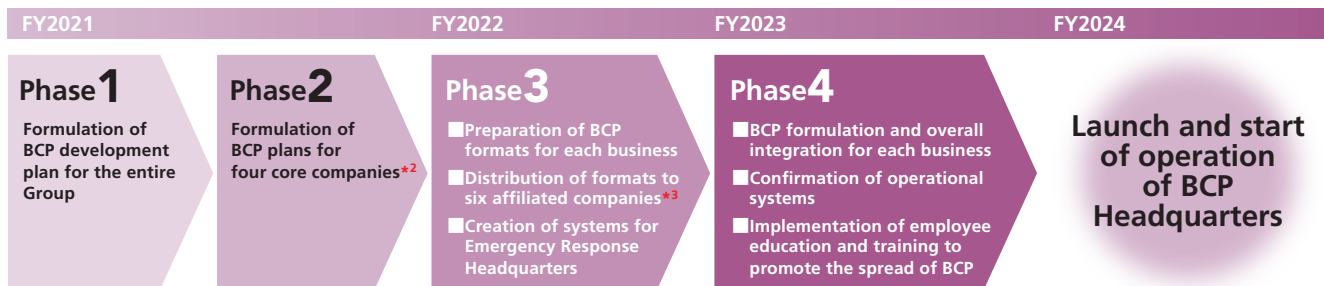 FY2021
FY2022
FY2023
FY2024
Phase1
Formulation of
BCP development
plan for the entire
Group
Phase2
Formulation of
BCP plans for
four core companies*2
Phase3
■Preparation of BCP
formats for each business
■Distribution of formats to
six affiliated companies*3
■Creation of systems for
Emergency Response
Headquarters
Phase4
■BCP formulation and overall
integration for each business
■Confirmation of operational
systems
■Implementation of employee
education and training to
promote the spread of BCP
Launch and start
of operation
of BCP
Headquarters